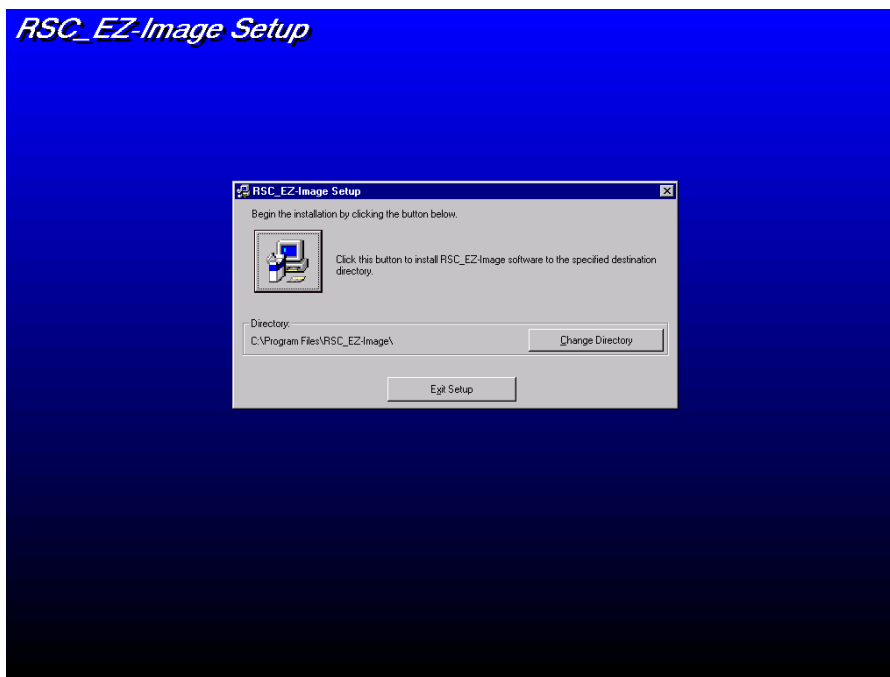 RSC_EZ-Image Setup
RSC_EZ-Image Setup
Begin the installation by clicking the button below.
Click this button to install RSC_EZ-Image software to the specified destination
directory.
Directory:
C:\Program Files\RSC_EZ-Image\
Change Directory
Exit Setup